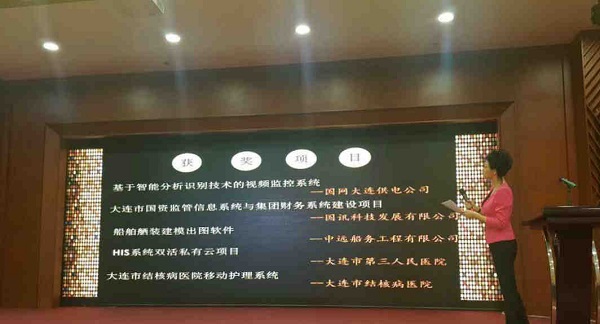 获奖项目
基于智能分析识别技术的视频监控系统
—国网大连供电公司
大连市国资监管信息系统与集团财务系统建设项目
—国讯科技发展有限公司
船舶舾装建模出图软件
—中远船务工程有限公司
HIS系统双活私有云项目
—大连市第三人民医院
大连市结核病医院移动护理系统
—大连市结核病医院